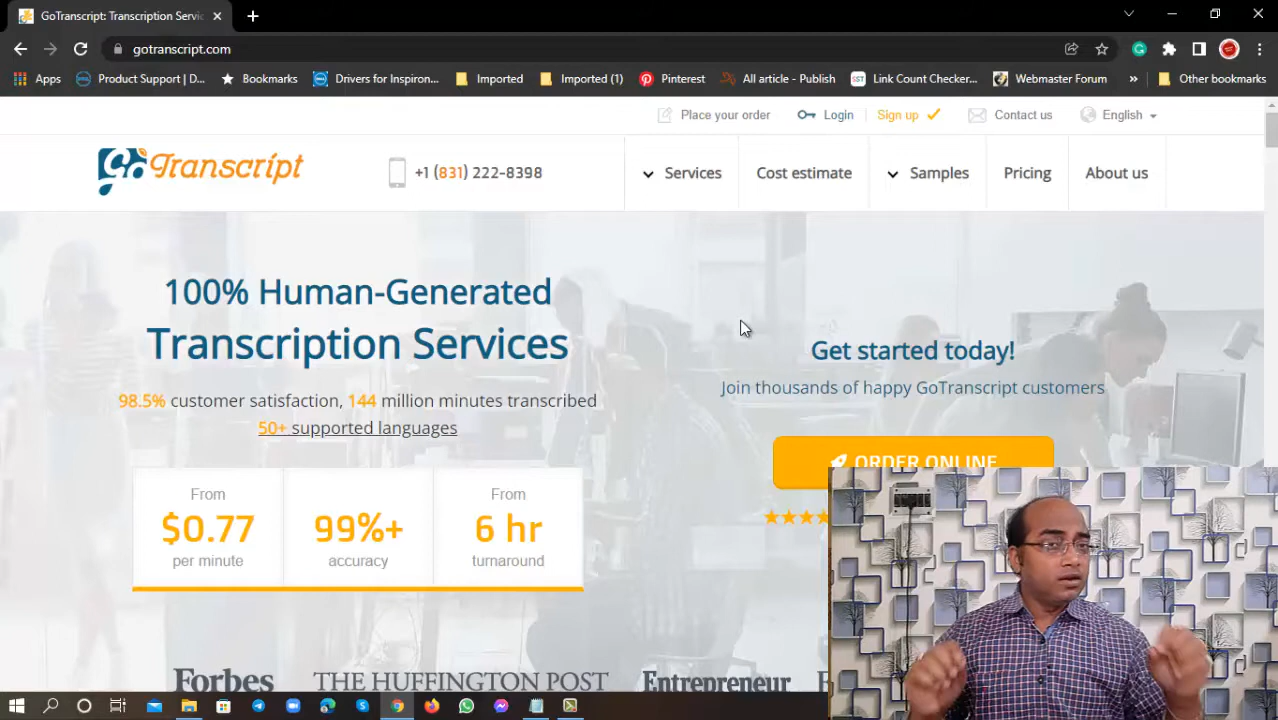 GoTranscript: Transcription Servic
gotranscript.com
Apps
Product Support | D...
Bookmarks
Drivers for Inspiron...
Imported
Imported (1)
Pinterest
All article - Publish
SST
Link Count Checker...
Webmaster Forum
»
Other bookmarks
Place your order
Login
Sign up
Contact us
English
Go Transcript
+1 (831) 222-8398
Services
Cost estimate
Samples
Pricing
About us
100% Human-Generated
Transcription Services
98.5% customer satisfaction, 144 million minutes transcribed
50+ supported languages
From
$0.77
per minute
99%+
accuracy
From
6 hr
turnaround
Get started today!
Join thousands of happy GoTranscript customers
ORDER ONLINE
Forbes
THE HUFFINGTON POST
Entrepreneur